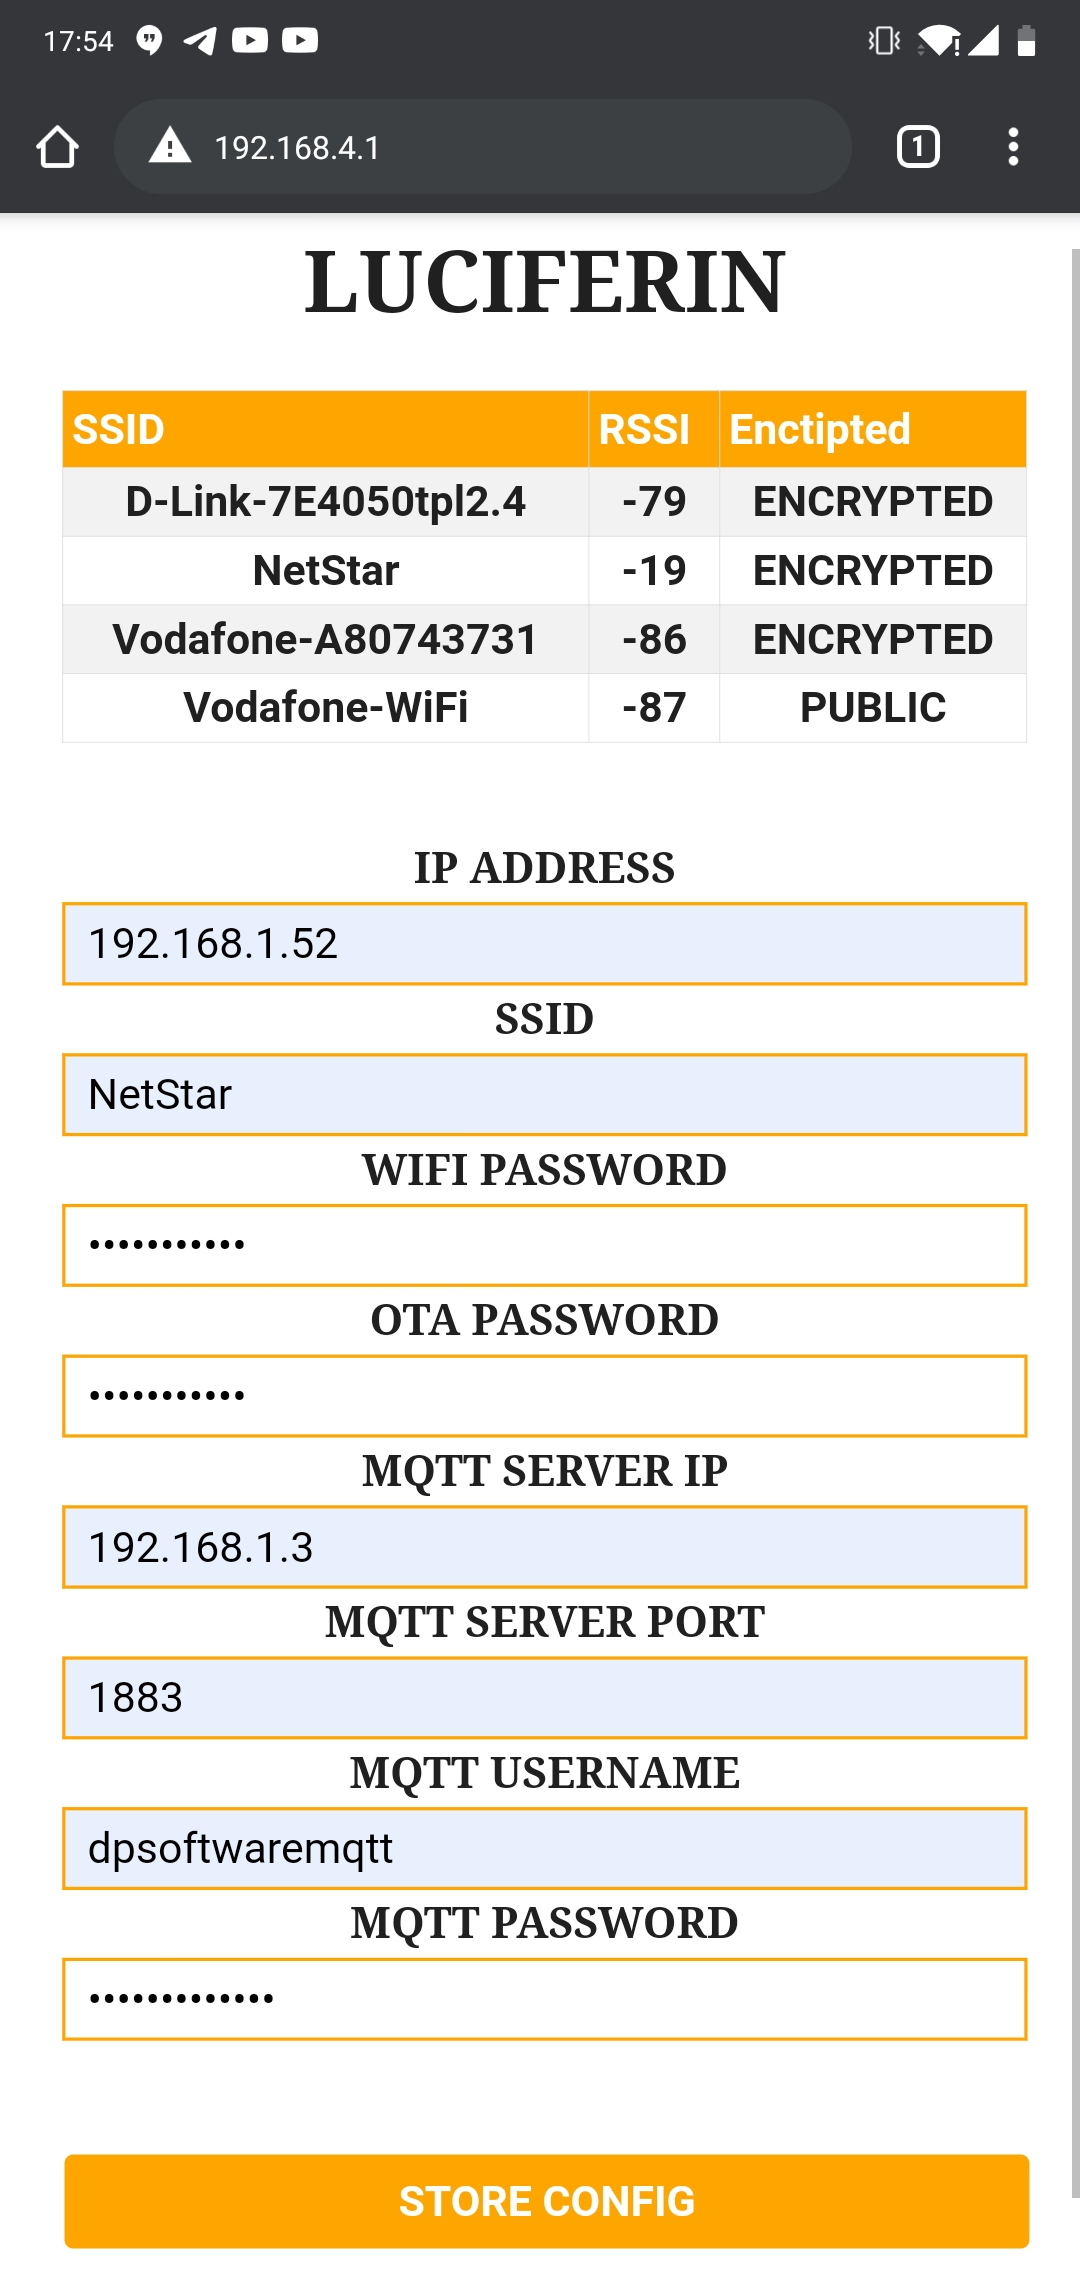 17:54
192.168.4.1
1
LUCIFERIN
SSID RSSI Enctipted
D-Link-7E4050tpl2.4 -79 ENCRYPTED
NetStar -19 ENCRYPTED
Vodafone-A80743731 -86 ENCRYPTED
Vodafone-WiFi -87 PUBLIC
IP ADDRESS
192.168.1.52
SSID
NetStar
WIFI PASSWORD
•••••••••••
OTA PASSWORD
•••••••••••
MQTT SERVER IP
192.168.1.3
MQTT SERVER PORT
1883
MQTT USERNAME
dpsoftwaremqtt
MQTT PASSWORD
•••••••••••••
STORE CONFIG